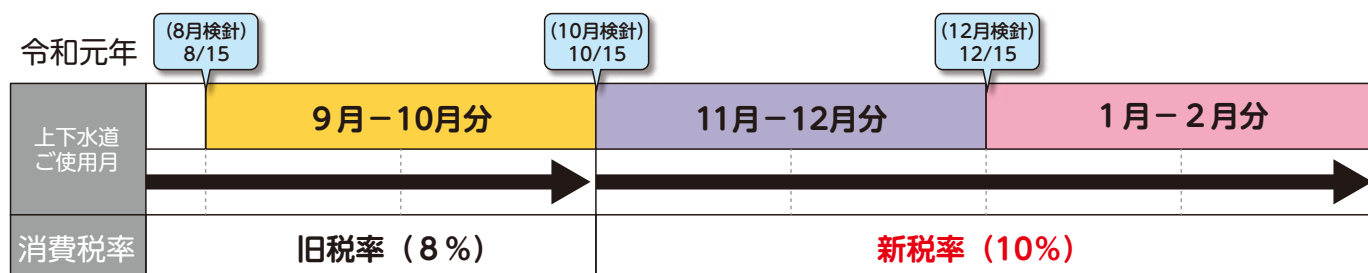 令和元年
(8月検針)
8/15
(10月検針)
10/15
(12月検針)
12/15
上下水道
ご使用月
9月−10月分
11月−12月分
1月−2月分
消費税率
旧税率(8%)
新税率(10%)